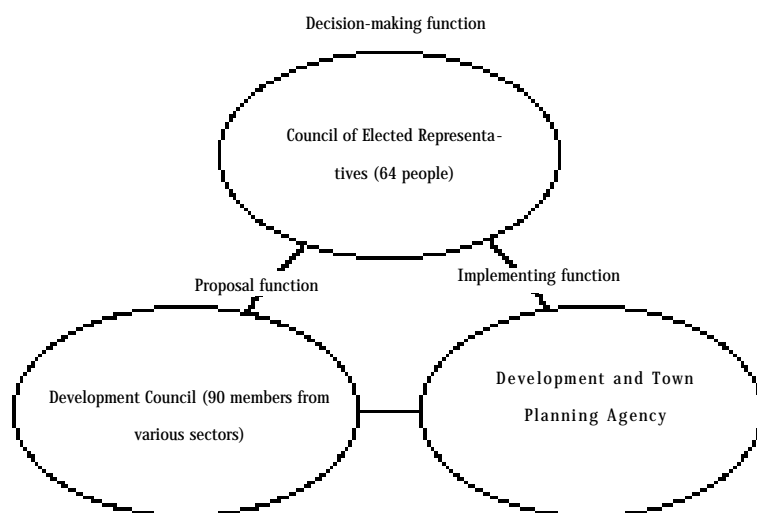 Decision-making function
Council of Elected Representa-
tives (64 people)
Proposal function
Implementing function
Development Council (90 members from
various sectors)
Development and Town
Planning Agency